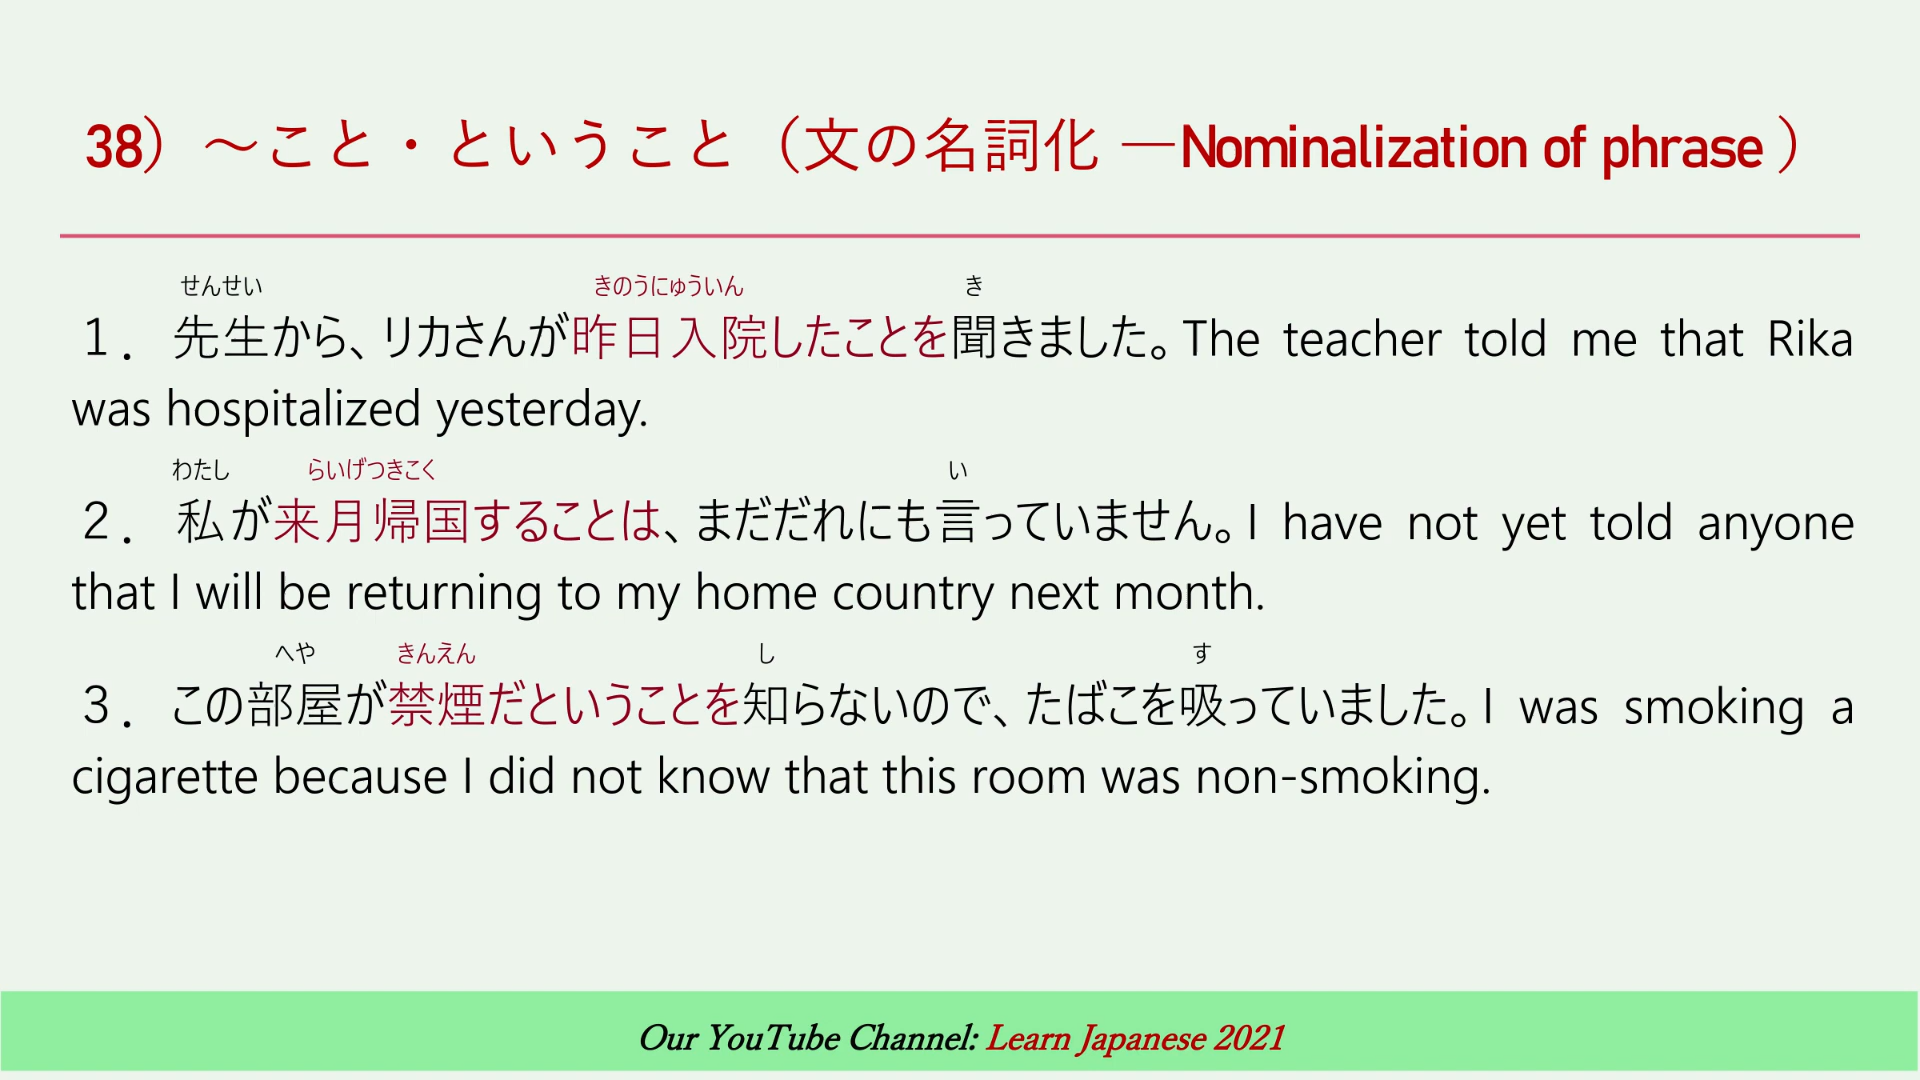 38）～こと・ということ（文の名詞化 ―Nominalization of phrase ）
せんせい きのうにゅういん き
１． 先生から、リカさんが昨日入院したことを聞きました。The teacher told me that Rika
was hospitalized yesterday.
わたし らいげつきこく い
２． 私が来月帰国することは、まだだれにも言っていません。I have not yet told anyone
that I will be returning to my home country next month.
へや きんえん し す
３． この部屋が禁煙だということを知らないので、たばこを吸っていました。I was smoking a
cigarette because I did not know that this room was non-smoking.
Our YouTube Channel: Learn Japanese 2021